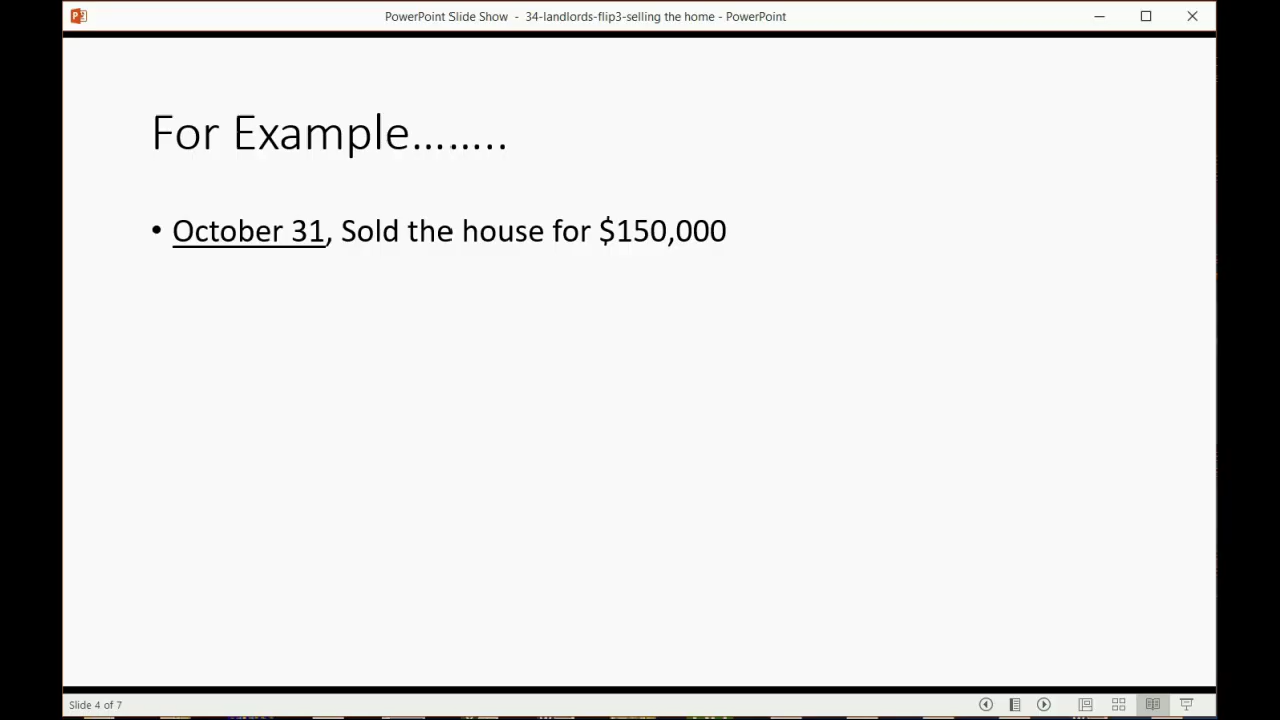 PowerPoint Slide Show - 34-landlords-flip3-selling the home - PowerPoint
For Example……..
• October 31, Sold the house for $150,000
Slide 4 of 7